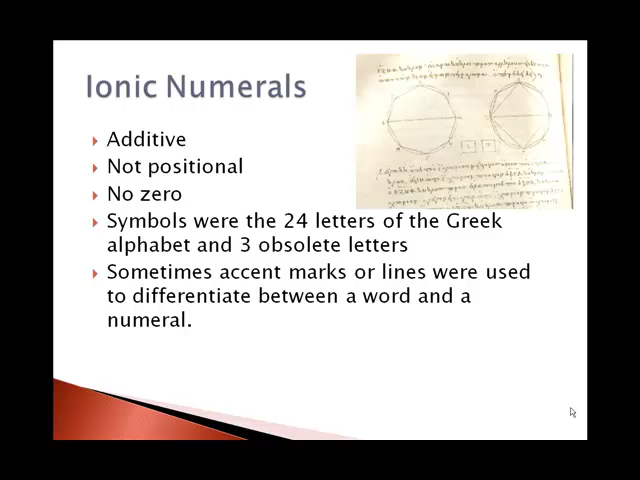 Ionic Numerals
Additive
Not positional
No zero
Symbols were the 24 letters of the Greek
alphabet and 3 obsolete letters
Sometimes accent marks or lines were used
to differentiate between a word and a
numeral.